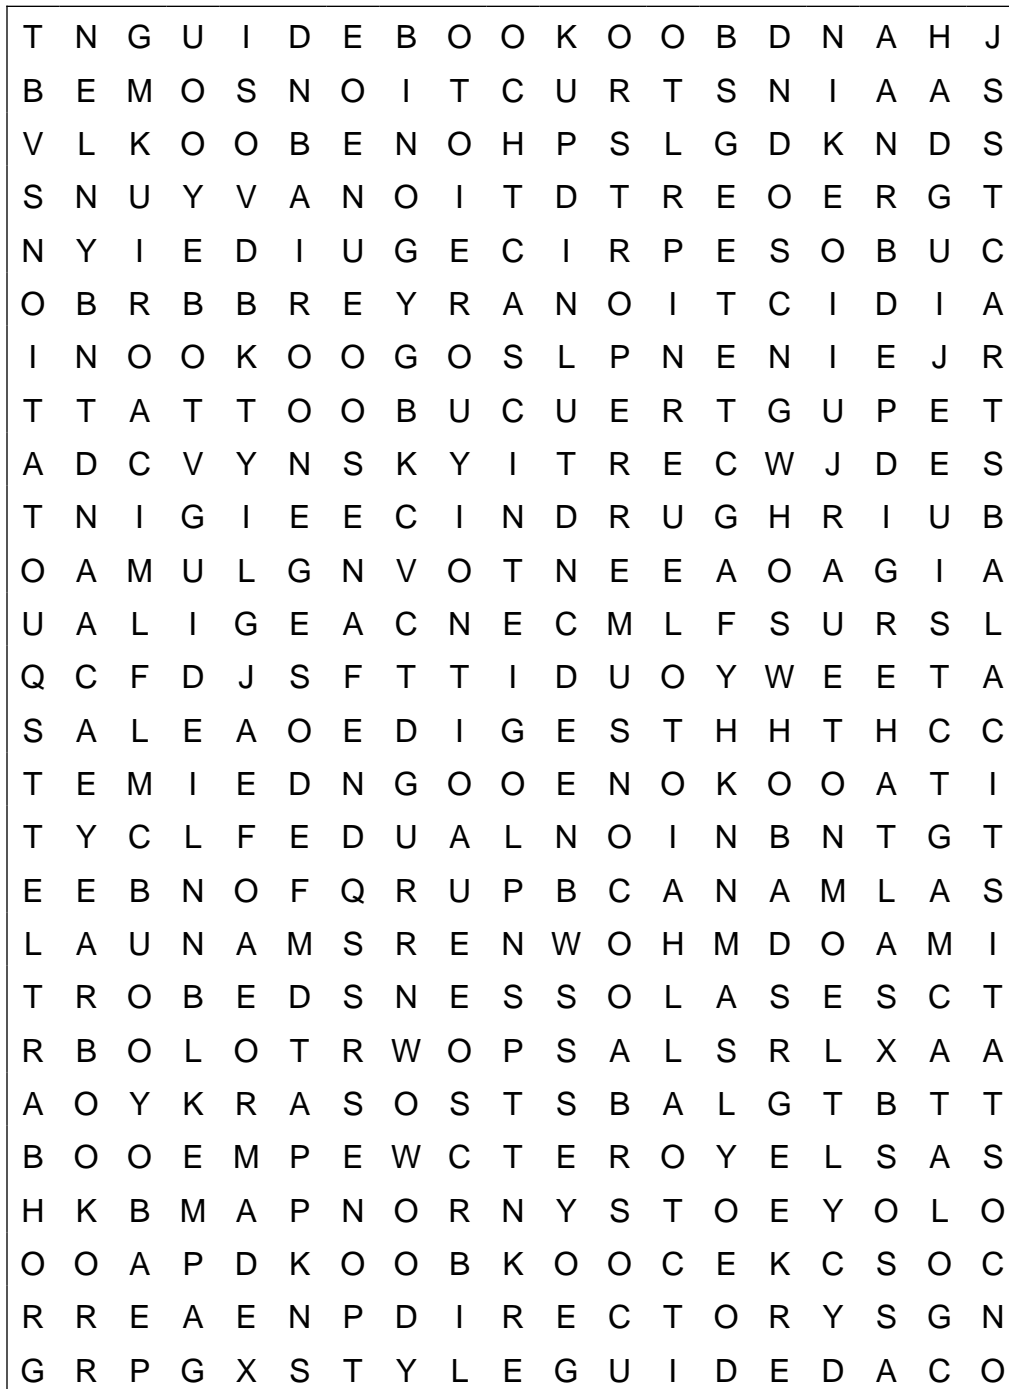 T N G U I D E B O O K O O B D N A H J
B E M O S N O I T C U R T S N I A A S
V L K O O B E N O H P S L G D K N D S
S N U Y V A N O I T D T R E O E R G T
N Y I E D I U G E C I R P E S O B U C
O B R B B R E Y R A N O I T C I D I A
I N O O K O O G O S L P N E N I E J R
T T A T T O O B U C U E R T G U P E T
A D C V Y N S K Y I T R E C W J D E S
T N I G I E E C I N D R U G H R I U B
O A M U L G N V O T N E E A O A G I A
U A L I G E A C N E C M L F S U R S L
Q C F D J S F T T I D U O Y W E E T A
S A L E A O E D I G E S T H H T H C C
T E M I E D N G O O E N O K O O A T I
T Y C L F E D U A L N O I N B N T G T
E E B N O F Q R U P B C A N A M L A S
L A U N A M S R E N W O H M D O A M I
T R O B E D S N E S S O L A S E S C T
R B O L O T R W O P S A L S R L X A A
A O Y K R A S O S T S B A L G T B T T
B O O E M P E W C T E R O Y E L S A S
H K B M A P N O R N Y S T O E Y O L O
O O A P D K O O B K O O C E K C S O C
R R E A E N P D I R E C T O R Y S G N
G R P G X S T Y L E G U I D E D A C O